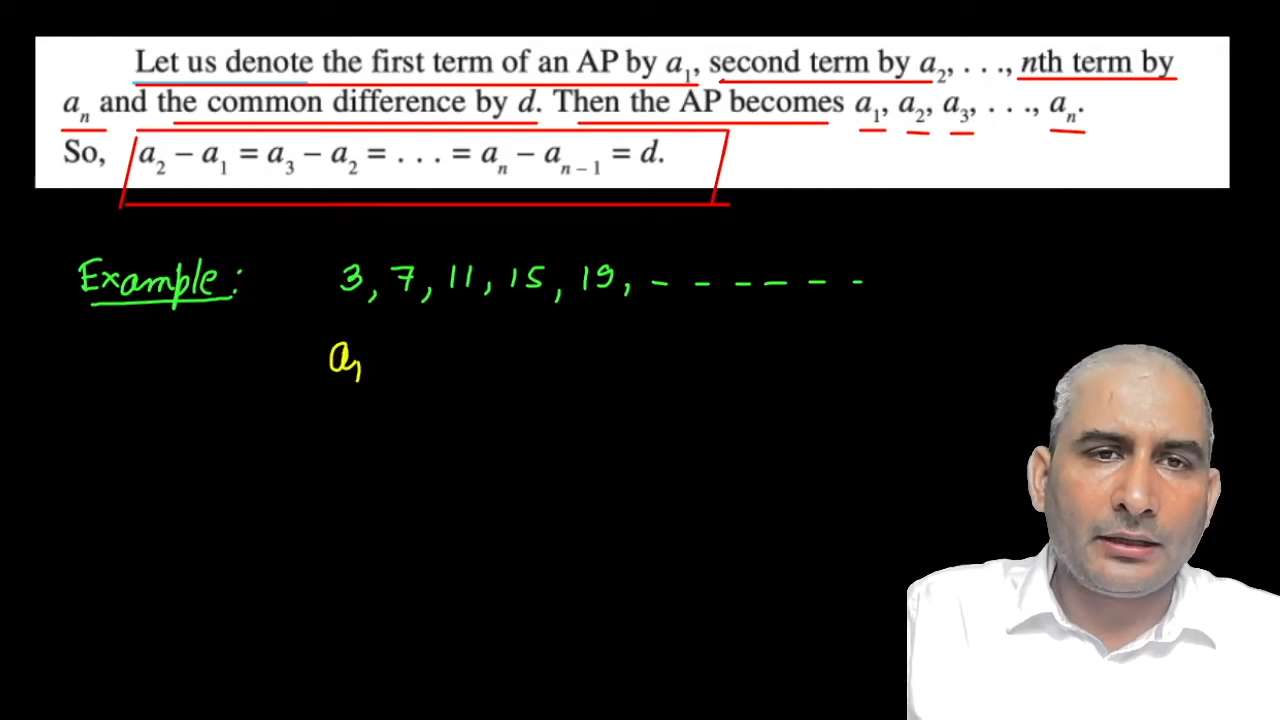 Let us denote the first term of an AP by a₁, second term by a₂, . . ., nth term by
aₙ and the common difference by d. Then the AP becomes a₁, a₂, a₃, . . ., aₙ.
So, a₂ – a₁ = a₃ – a₂ = . . . = aₙ – aₙ₋₁ = d.
Example: 3, 7, 11, 15, 19, - - - - - -
a₁